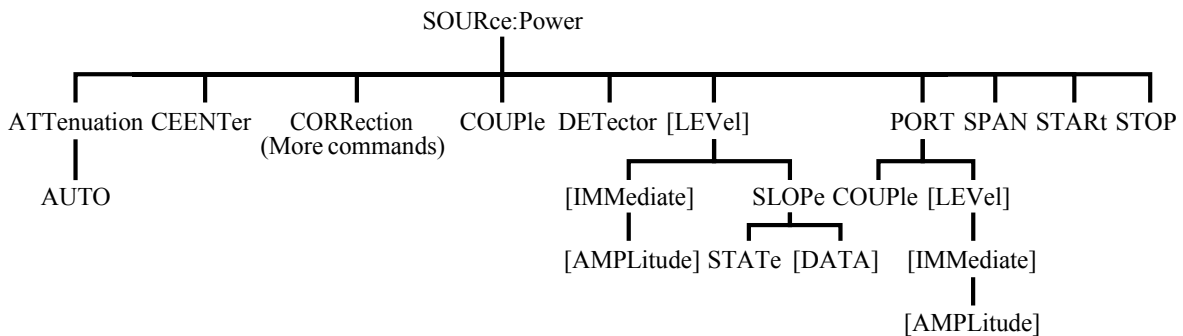 SOURce:Power
ATTenuation CEENTer CORRection COUPle DETector [LEVel] PORT SPAN STARt STOP
(More commands)
AUTO [IMMediate] SLOPe COUPle [LEVel]
[AMPLitude] STATe [DATA] [IMMediate]
[AMPLitude]